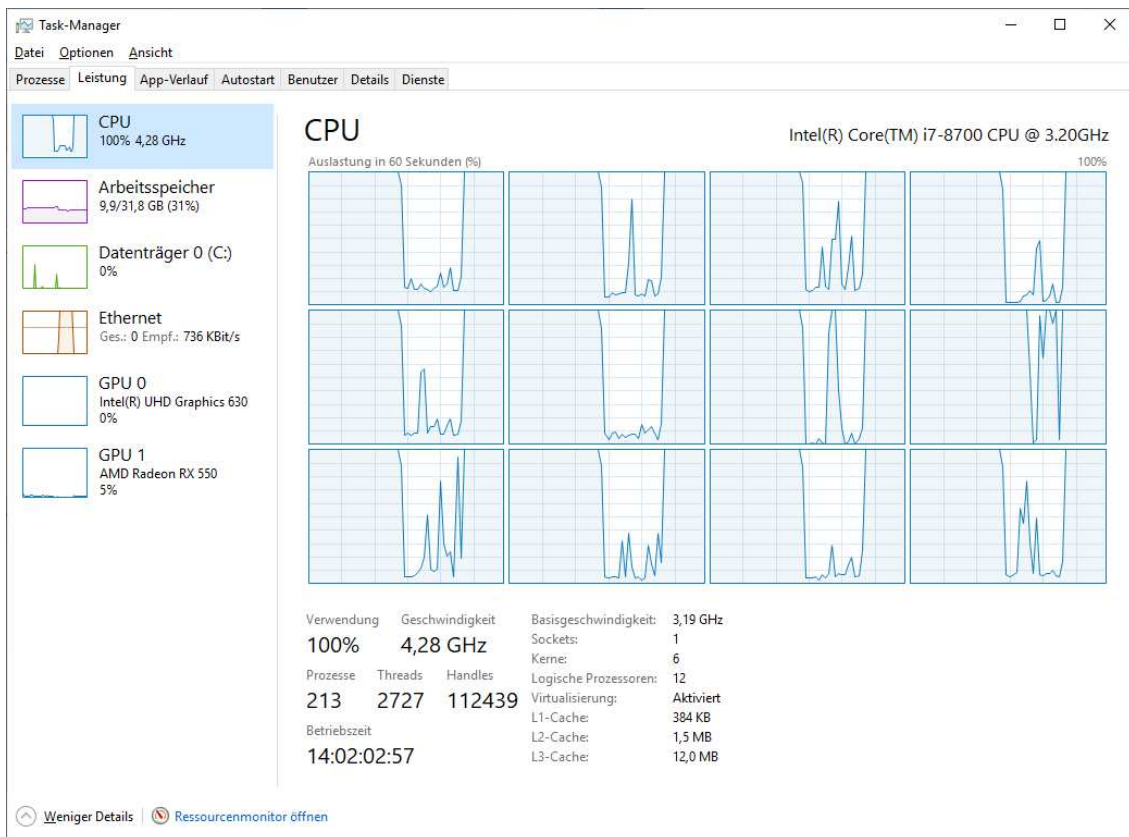 Task-Manager
Datei Optionen Ansicht
Prozesse Leistung App-Verlauf Autostart Benutzer Details Dienste
CPU
100% 4,28 GHz
Arbeitsspeicher
9,9/31,8 GB (31%)
Datenträger 0 (C:)
0%
Ethernet
Ges.: 0 Empf.: 736 KBit/s
GPU 0
Intel(R) UHD Graphics 630
0%
GPU 1
AMD Radeon RX 550
5%
CPU Intel(R) Core(TM) i7-8700 CPU @ 3.20GHz
Auslastung in 60 Sekunden (%) 100%
Verwendung Geschwindigkeit
100% 4,28 GHz
Prozesse Threads Handles
213 2727 112439
Betriebszeit
14:02:02:57
Basisgeschwindigkeit: 3,19 GHz
Sockets: 1
Kerne: 6
Logische Prozessoren: 12
Virtualisierung: Aktiviert
L1-Cache: 384 KB
L2-Cache: 1,5 MB
L3-Cache: 12,0 MB
Weniger Details Ressourcenmonitor öffnen